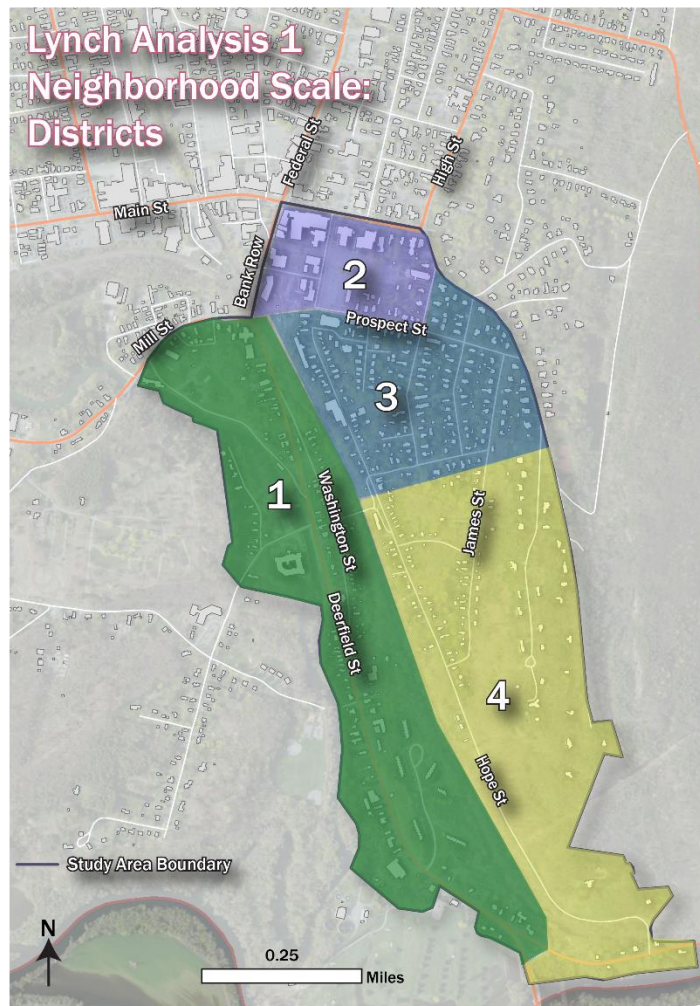 Lynch Analysis 1
Neighborhood Scale:
Districts
Federal St
High St
Main St
Bank Row
2
Prospect St
Mill St
3
1
Washington St
James St
Deerfield St
4
Hope St
Study Area Boundary
N
0.25
Miles